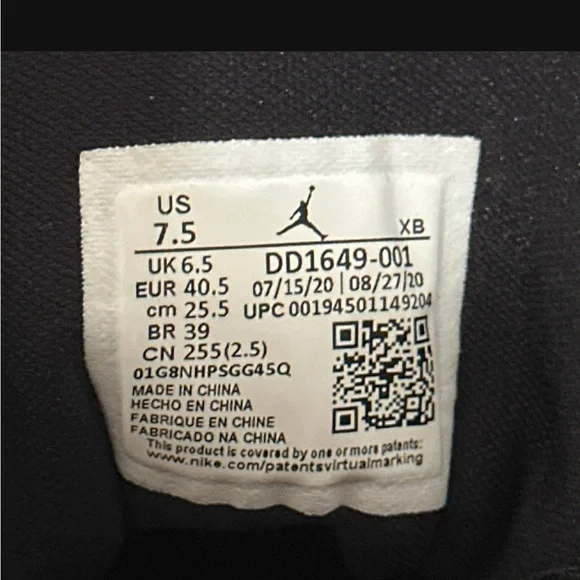 US
7.5
XB
UK 6.5 DD1649-001
EUR 40.5 07/15/20 | 08/27/20
cm 25.5 UPC 00194501149204
BR 39
CN 255(2.5)
01G8NHPSGG45Q
MADE IN CHINA
HECHO EN CHINA
FABRIQUE EN CHINE
FABRICADO NA CHINA
This product is covered by one or more patents:
www.nike.com/patentsvirtualmarking